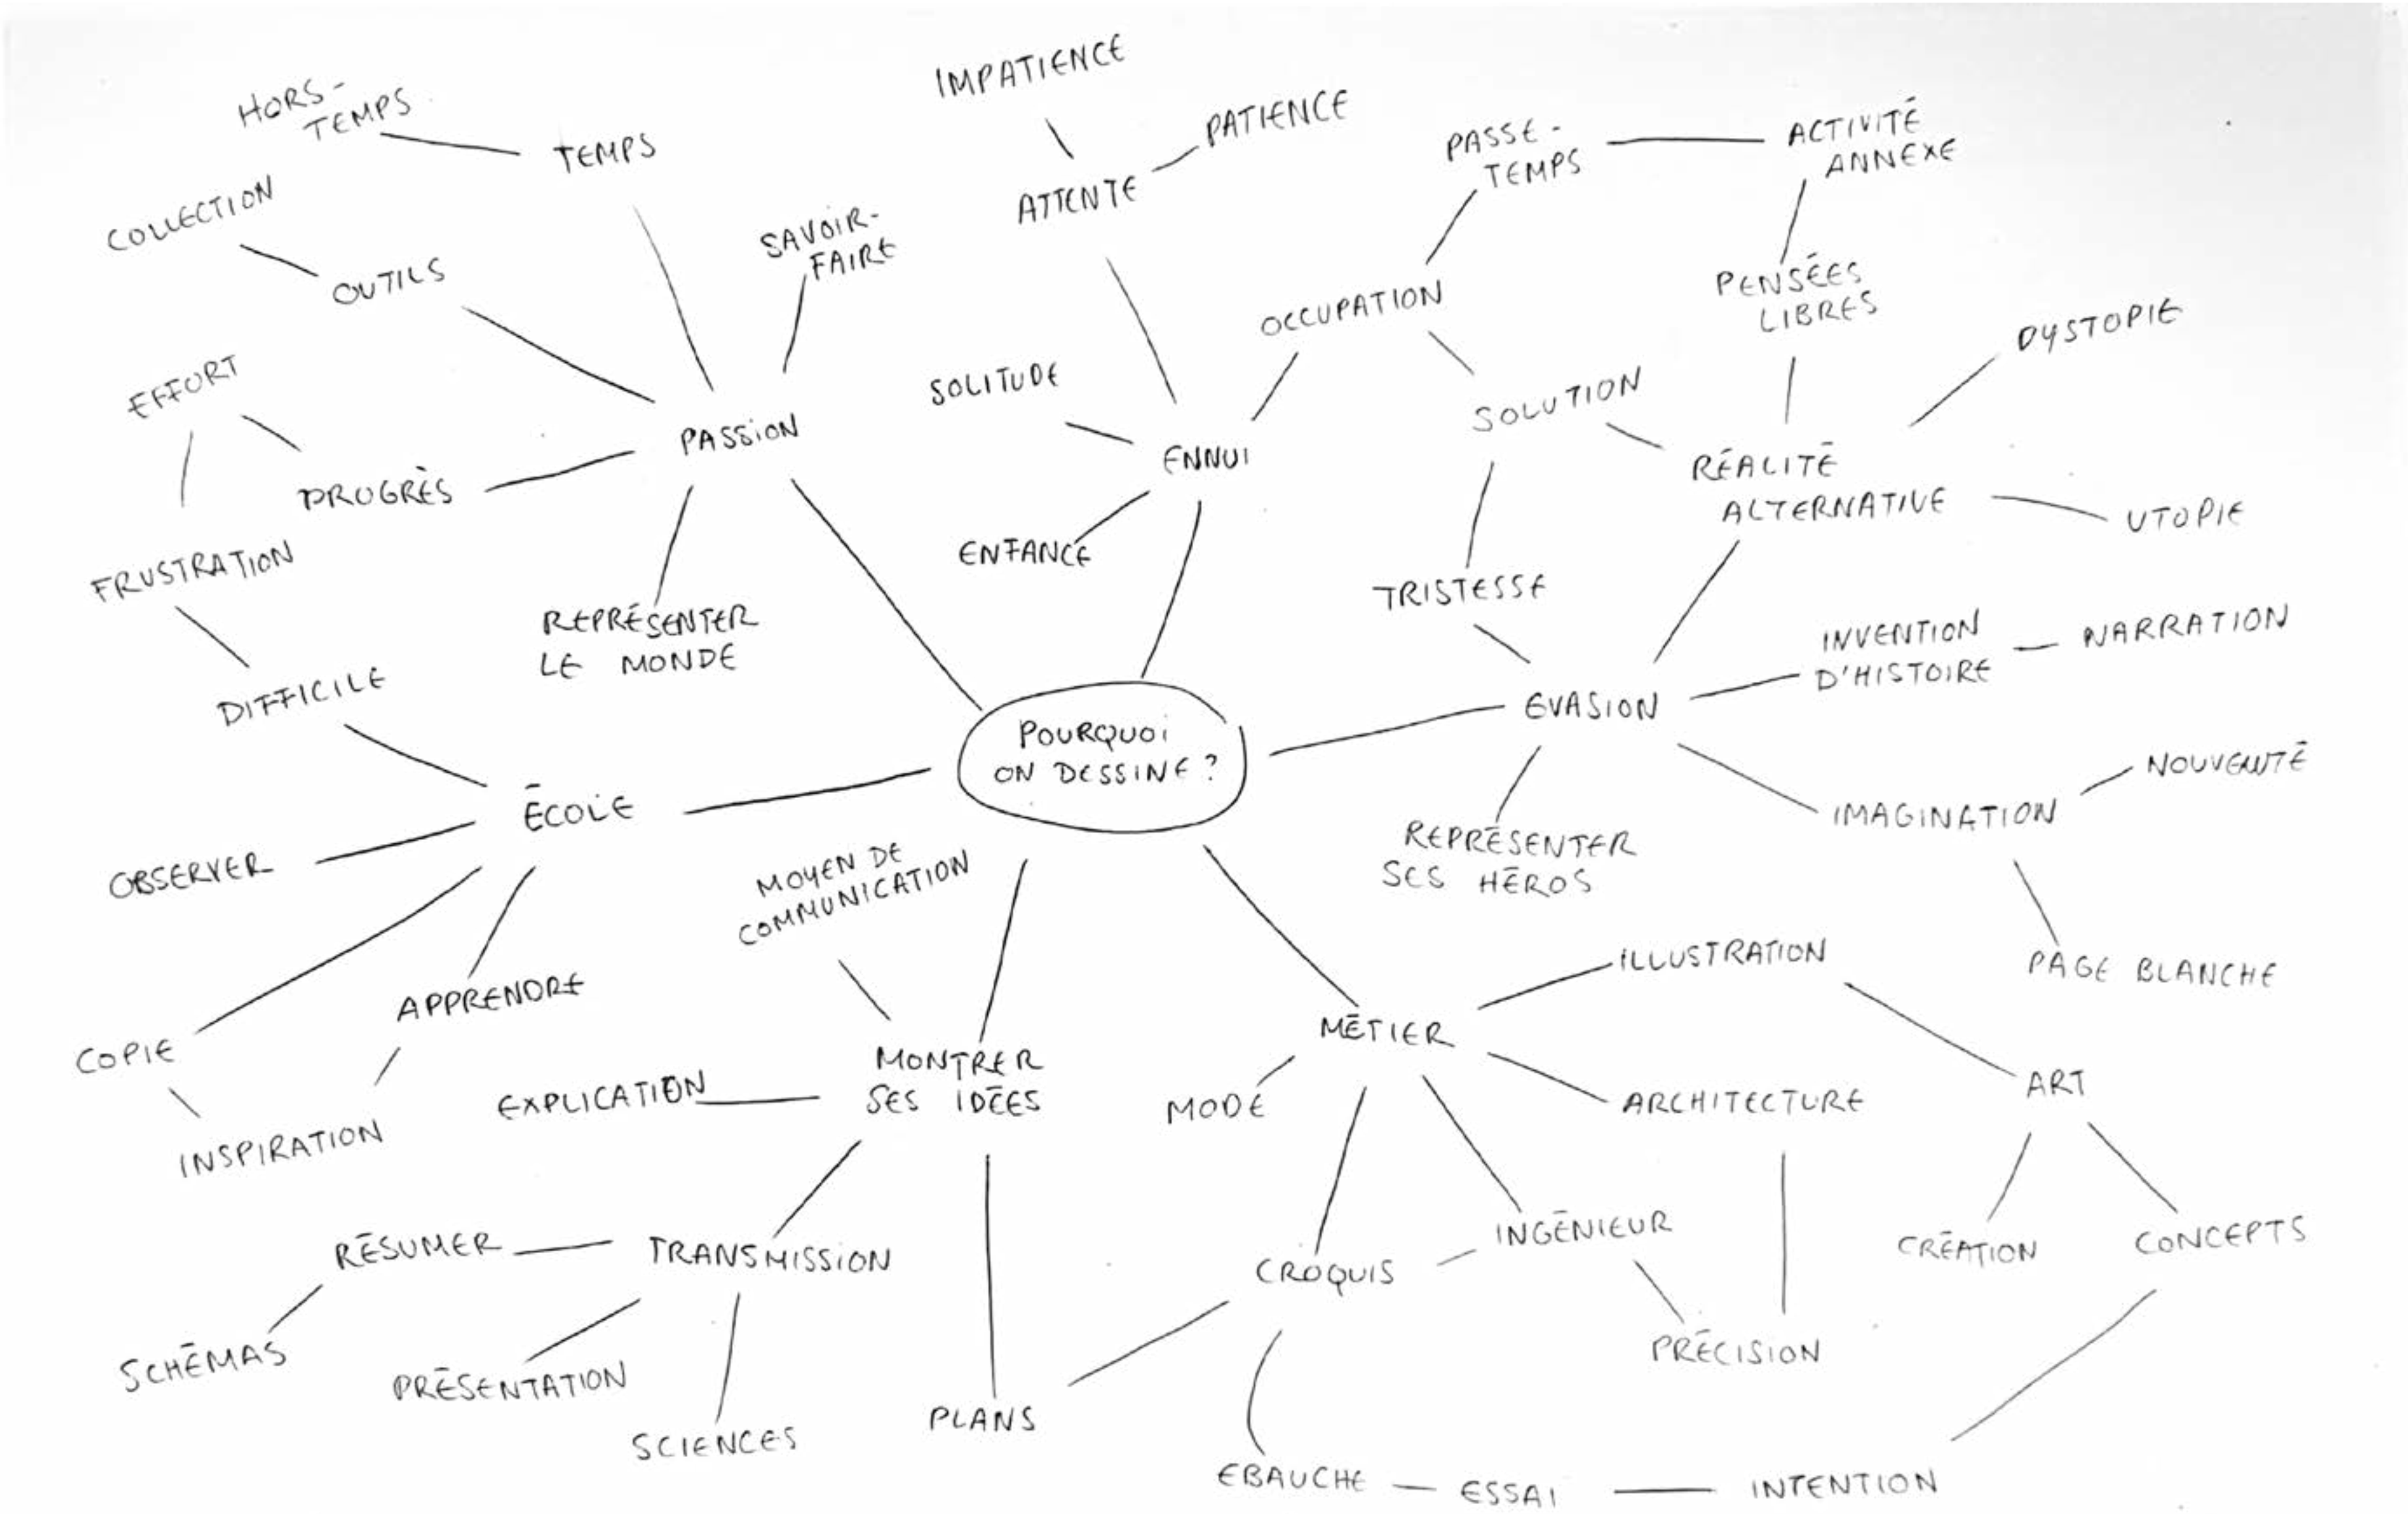 IMPATIENCE
HORS-
TEMPS
TEMPS
PATIENCE
PASSE-
TEMPS
ACTIVITÉ
ANNEXE
COLLECTION
ATTENTE
SAVOIR-
FAIRE
OUTILS
OCCUPATION
PENSÉES
LIBRES
DYSTOPIE
EFFORT
SOLITUDE
SOLUTION
PASSION
ENNUI
RÉALITÉ
ALTERNATIVE
PROGRÈS
UTOPIE
FRUSTRATION
ENFANCE
TRISTESSE
REPRÉSENTER
LE MONDE
INVENTION
D'HISTOIRE
NARRATION
DIFFICILE
EVASION
POURQUOI
ON DESSINE ?
NOUVEAUTÉ
ÉCOLE
IMAGINATION
OBSERVER
MOYEN DE
COMMUNICATION
REPRÉSENTER
SES HÉROS
ILLUSTRATION
PAGE BLANCHE
APPRENDRE
COPIE
MÉTIER
MONTRER
SES IDÉES
EXPLICATION
MODE
ARCHITECTURE
ART
INSPIRATION
RÉSUMER
TRANSMISSION
CROQUIS
INGÉNIEUR
CRÉATION
CONCEPTS
SCHÉMAS
PRÉSENTATION
PRÉCISION
SCIENCES
PLANS
EBAUCHE
ESSAI
INTENTION